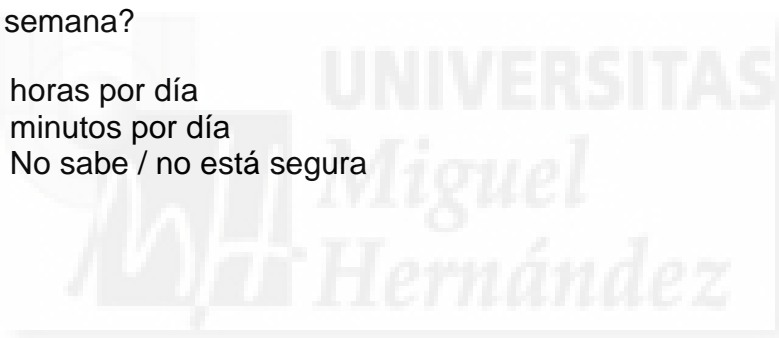 semana?
horas por día
minutos por día
No sabe / no está segura
UNIVERSITAS
Miguel
Hernández